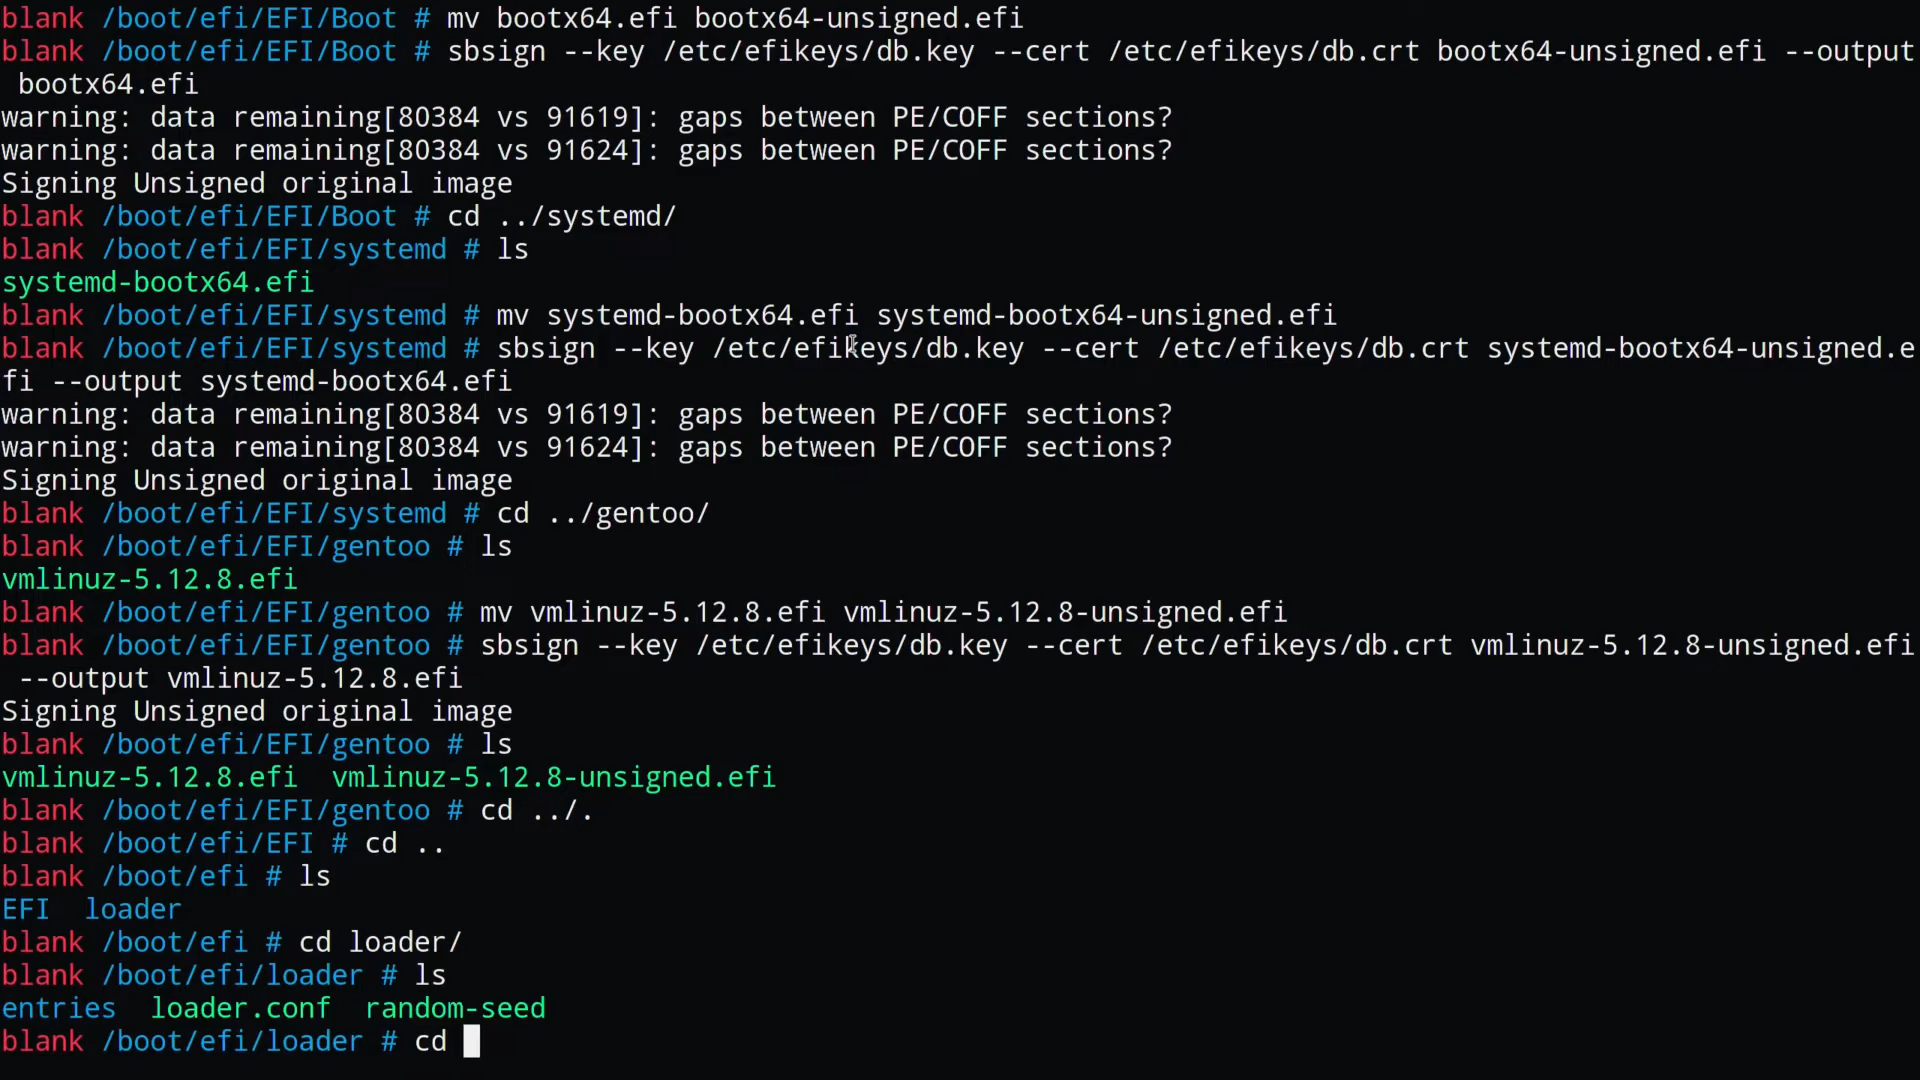 blank /boot/efi/EFI/Boot # mv bootx64.efi bootx64-unsigned.efi
blank /boot/efi/EFI/Boot # sbsign --key /etc/efikeys/db.key --cert /etc/efikeys/db.crt bootx64-unsigned.efi --output
 bootx64.efi
warning: data remaining[80384 vs 91619]: gaps between PE/COFF sections?
warning: data remaining[80384 vs 91624]: gaps between PE/COFF sections?
Signing Unsigned original image
blank /boot/efi/EFI/Boot # cd ../systemd/
blank /boot/efi/EFI/systemd # ls
systemd-bootx64.efi
blank /boot/efi/EFI/systemd # mv systemd-bootx64.efi systemd-bootx64-unsigned.efi
blank /boot/efi/EFI/systemd # sbsign --key /etc/efikeys/db.key --cert /etc/efikeys/db.crt systemd-bootx64-unsigned.e
fi --output systemd-bootx64.efi
warning: data remaining[80384 vs 91619]: gaps between PE/COFF sections?
warning: data remaining[80384 vs 91624]: gaps between PE/COFF sections?
Signing Unsigned original image
blank /boot/efi/EFI/systemd # cd ../gentoo/
blank /boot/efi/EFI/gentoo # ls
vmlinuz-5.12.8.efi
blank /boot/efi/EFI/gentoo # mv vmlinuz-5.12.8.efi vmlinuz-5.12.8-unsigned.efi
blank /boot/efi/EFI/gentoo # sbsign --key /etc/efikeys/db.key --cert /etc/efikeys/db.crt vmlinuz-5.12.8-unsigned.efi
 --output vmlinuz-5.12.8.efi
Signing Unsigned original image
blank /boot/efi/EFI/gentoo # ls
vmlinuz-5.12.8.efi  vmlinuz-5.12.8-unsigned.efi
blank /boot/efi/EFI/gentoo # cd ../.
blank /boot/efi/EFI # cd ..
blank /boot/efi # ls
EFI  loader
blank /boot/efi # cd loader/
blank /boot/efi/loader # ls
entries  loader.conf  random-seed
blank /boot/efi/loader # cd